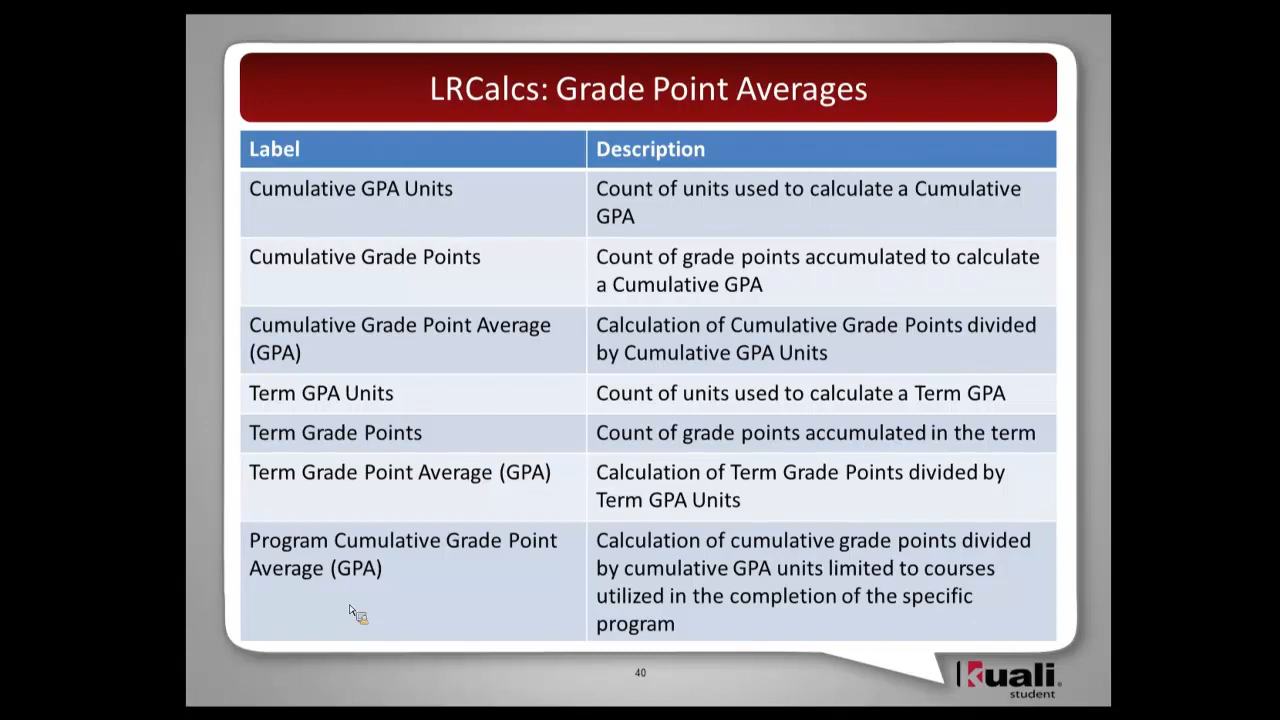 LRCalcs: Grade Point Averages
Label
Description
Cumulative GPA Units
Count of units used to calculate a Cumulative
GPA
Cumulative Grade Points
Count of grade points accumulated to calculate
a Cumulative GPA
Cumulative Grade Point Average
(GPA)
Calculation of Cumulative Grade Points divided
by Cumulative GPA Units
Term GPA Units
Count of units used to calculate a Term GPA
Term Grade Points
Count of grade points accumulated in the term
Term Grade Point Average (GPA)
Calculation of Term Grade Points divided by
Term GPA Units
Program Cumulative Grade Point
Average (GPA)
Calculation of cumulative grade points divided
by cumulative GPA units limited to courses
utilized in the completion of the specific
program
40
Kuali
student